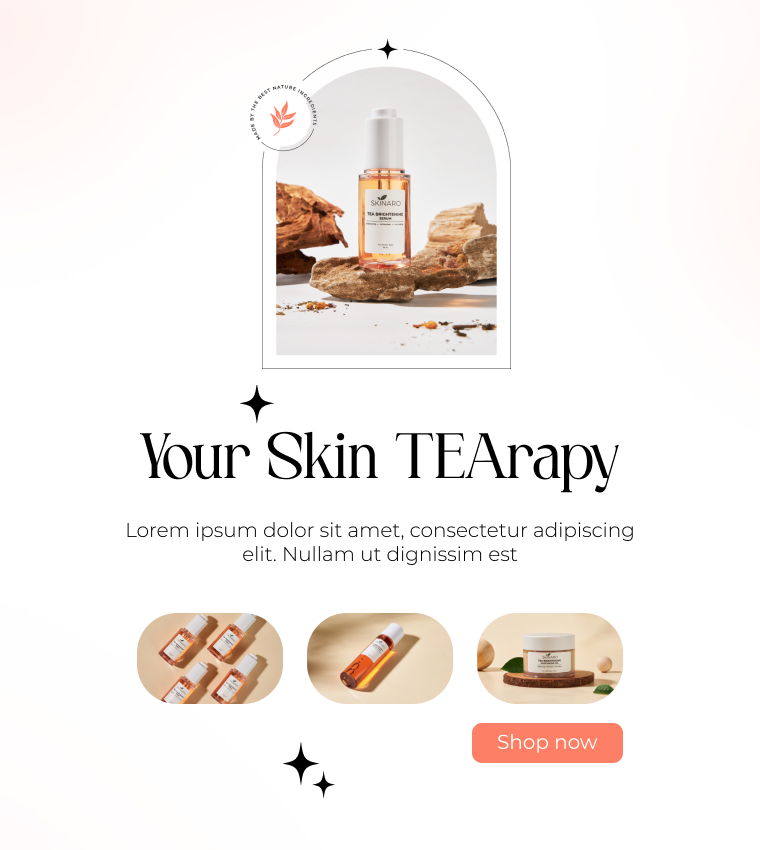 MADE BY THE BEST NATURE INGREDIENTS
SKINARO
TEA BRIGHTENING
SERUM
Your Skin TEArapy
Lorem ipsum dolor sit amet, consectetur adipiscing
elit. Nullam ut dignissim est
SKINARO
Shop now